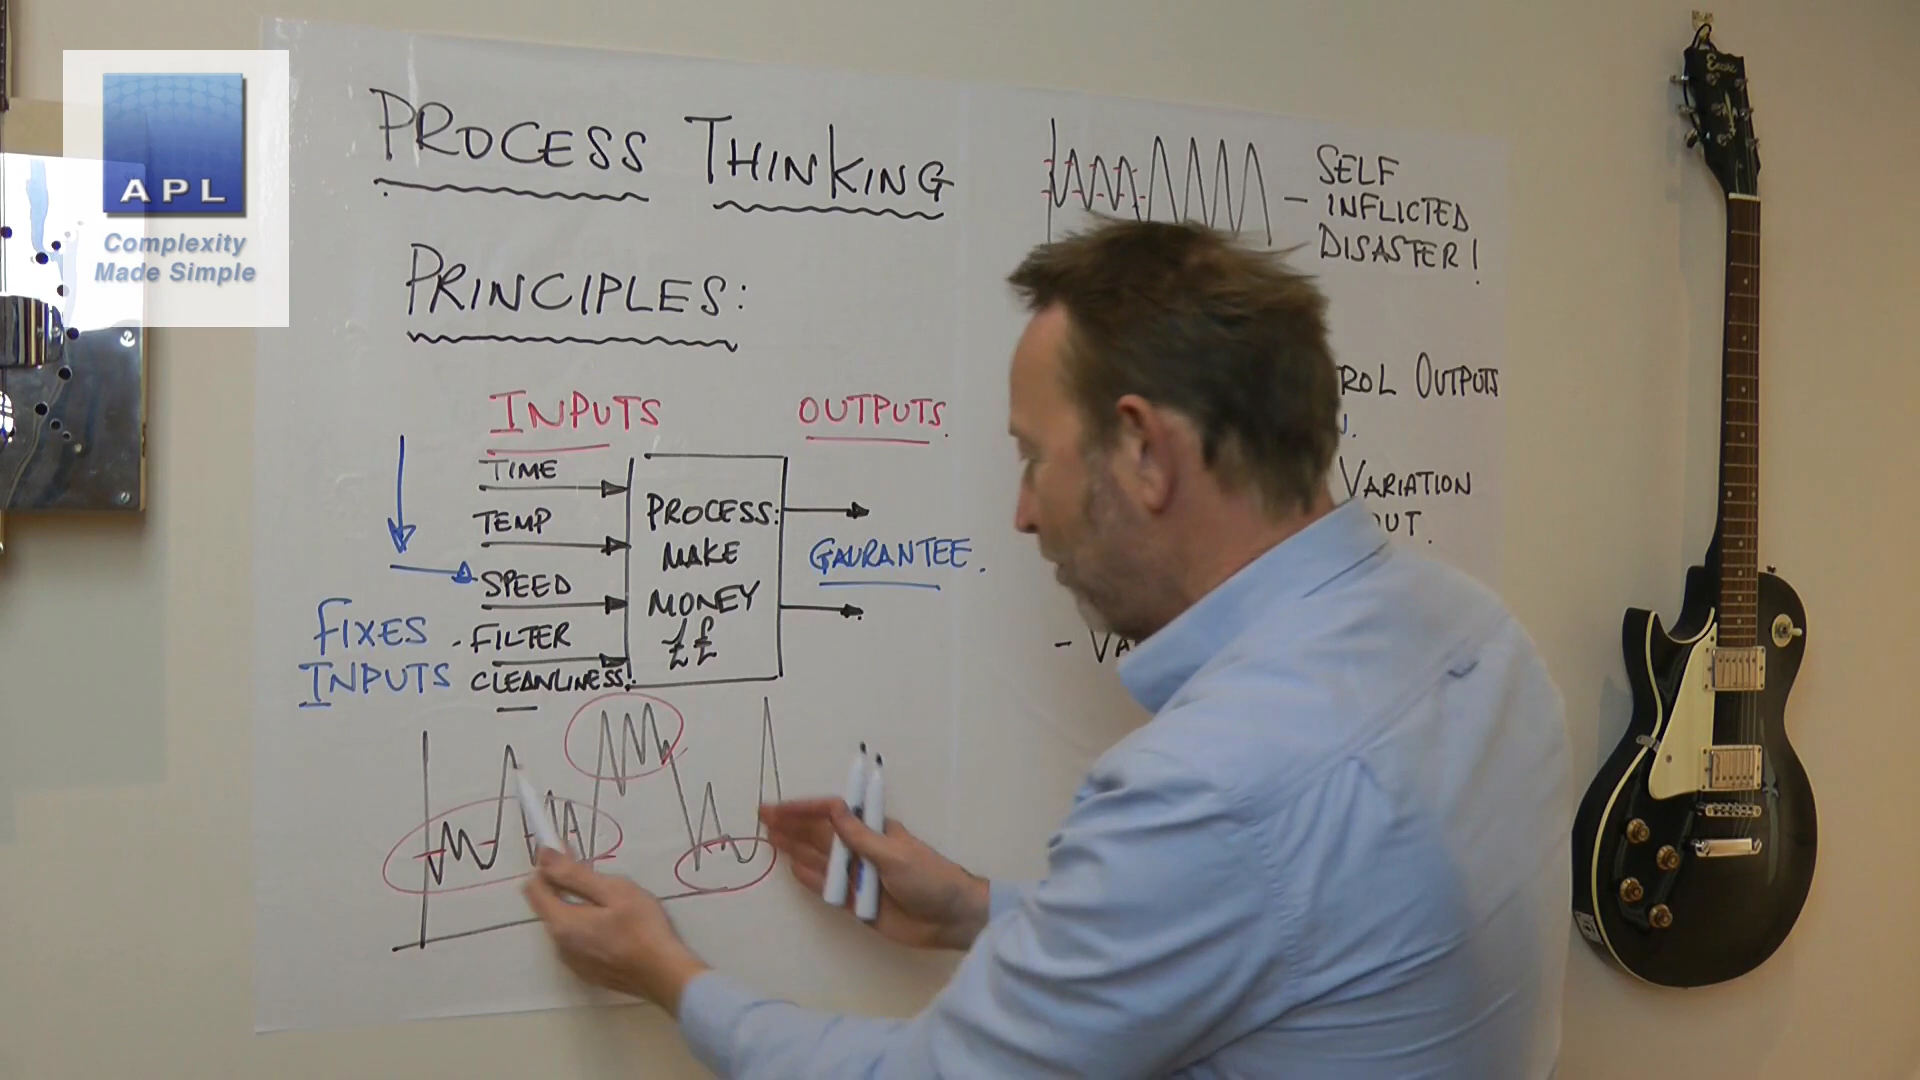 APL
Complexity
Made Simple
PROCESS THINKING
PRINCIPLES:
INPUTS
OUTPUTS.
TIME
TEMP
SPEED
FILTER
CLEANLINESS:
FIXES
INPUTS
PROCESS:
MAKE
MONEY
££
GAURANTEE.
- SELF
INFLICTED
DISASTER!
OUTPUTS
VARIATION